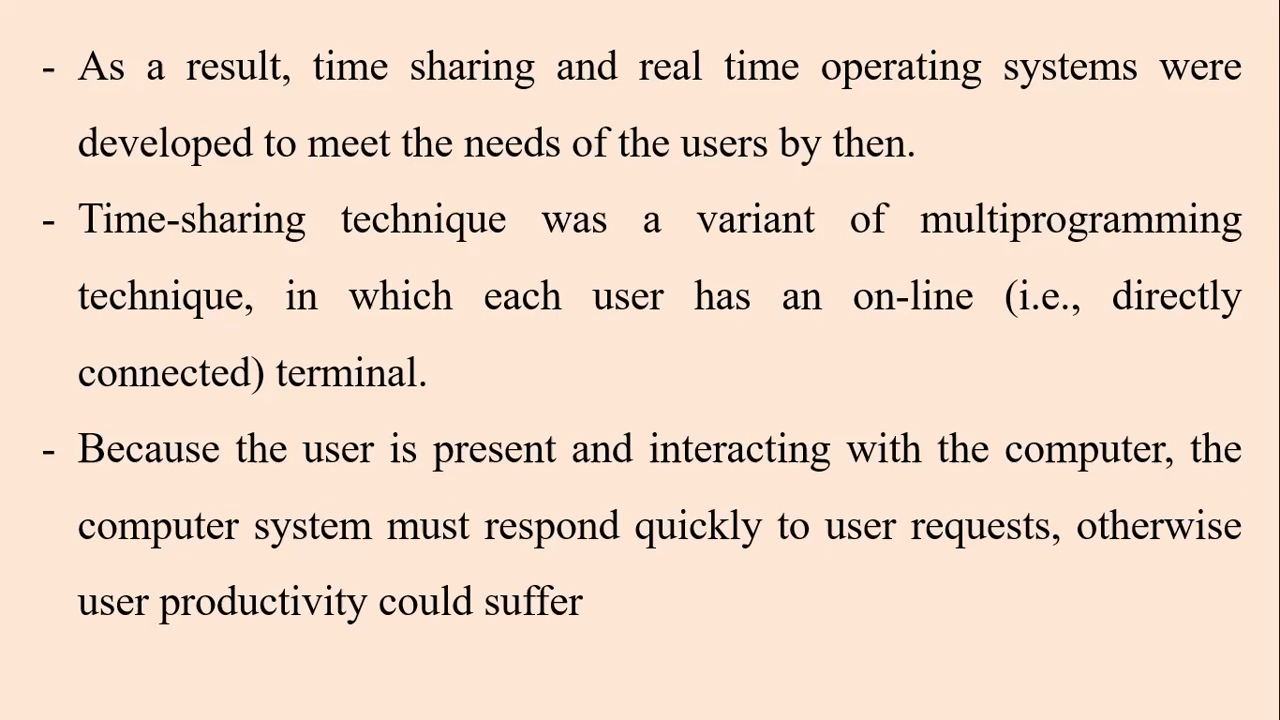 - As a result, time sharing and real time operating systems were
developed to meet the needs of the users by then.
- Time-sharing technique was a variant of multiprogramming
technique, in which each user has an on-line (i.e., directly
connected) terminal.
- Because the user is present and interacting with the computer, the
computer system must respond quickly to user requests, otherwise
user productivity could suffer